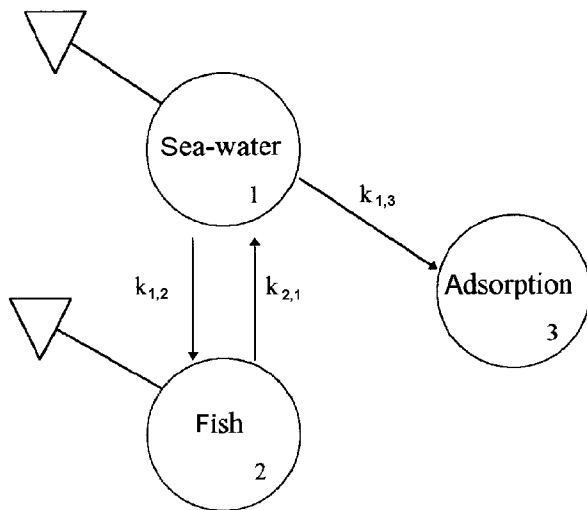 Sea-water
1
k1,3
Adsorption
3
k1,2
k2,1
Fish
2